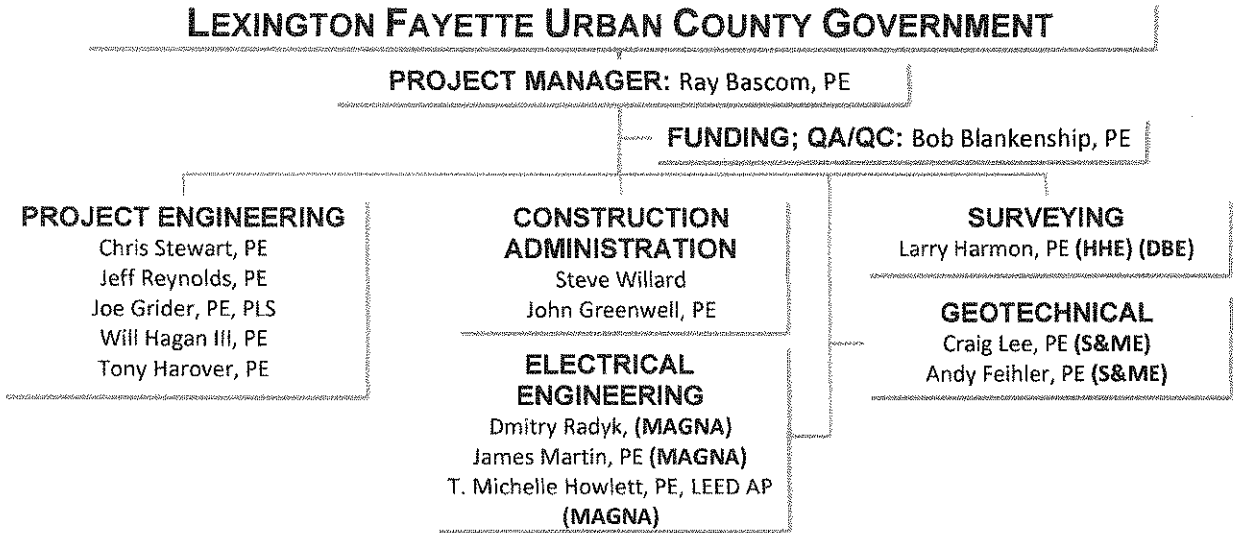 LEXINGTON FAYETTE URBAN COUNTY GOVERNMENT
PROJECT MANAGER: Ray Bascom, PE
FUNDING; QA/QC: Bob Blankenship, PE
PROJECT ENGINEERING
Chris Stewart, PE
Jeff Reynolds, PE
Joe Grider, PE, PLS
Will Hagan III, PE
Tony Harover, PE
CONSTRUCTION
ADMINISTRATION
Steve Willard
John Greenwell, PE
ELECTRICAL
ENGINEERING
Dmitry Radyk, (MAGNA)
James Martin, PE (MAGNA)
T. Michelle Howlett, PE, LEED AP
(MAGNA)
SURVEYING
Larry Harmon, PE (HHE) (DBE)
GEOTECHNICAL
Craig Lee, PE (S&ME)
Andy Feihler, PE (S&ME)